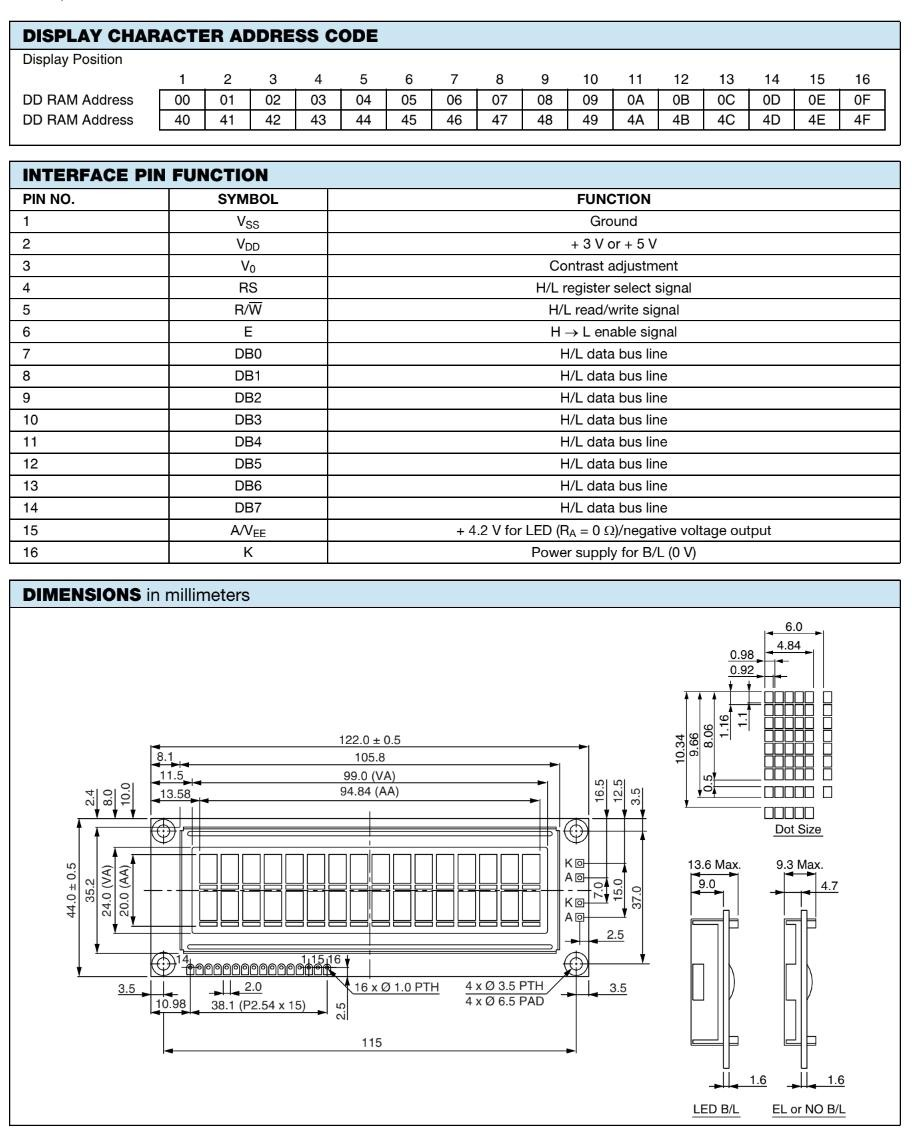 DISPLAY CHARACTER ADDRESS CODE
Display Position
1 2 3 4 5 6 7 8 9 10 11 12 13 14 15 16
DD RAM Address 00 01 02 03 04 05 06 07 08 09 0A 0B 0C 0D 0E 0F
DD RAM Address 40 41 42 43 44 45 46 47 48 49 4A 4B 4C 4D 4E 4F
INTERFACE PIN FUNCTION
PIN NO. SYMBOL FUNCTION
1 VSS Ground
2 VDD + 3 V or + 5 V
3 V0 Contrast adjustment
4 RS H/L register select signal
5 R/W̅ H/L read/write signal
6 E H → L enable signal
7 DB0 H/L data bus line
8 DB1 H/L data bus line
9 DB2 H/L data bus line
10 DB3 H/L data bus line
11 DB4 H/L data bus line
12 DB5 H/L data bus line
13 DB6 H/L data bus line
14 DB7 H/L data bus line
15 A/VEE + 4.2 V for LED (RA = 0 Ω)/negative voltage output
16 K Power supply for B/L (0 V)
DIMENSIONS in millimeters
6.0
4.84
0.98
0.92
10.34
9.66
8.06
1.16
1.1
0.5
Dot Size
122.0 ± 0.5
8.1 105.8
11.5 99.0 (VA)
13.58 94.84 (AA)
2.4
8.0
10.0
16.5
12.5
3.5
44.0 ± 0.5
35.2
24.0 (VA)
20.0 (AA)
K
A
K
A
7.0
15.0
37.0
2.5
14 1 15 16
3.5 2.0 16 x Ø 1.0 PTH 4 x Ø 3.5 PTH 3.5
10.98 38.1 (P2.54 x 15) 2.5 4 x Ø 6.5 PAD
115
13.6 Max. 9.3 Max.
9.0 4.7
1.6 1.6
LED B/L EL or NO B/L